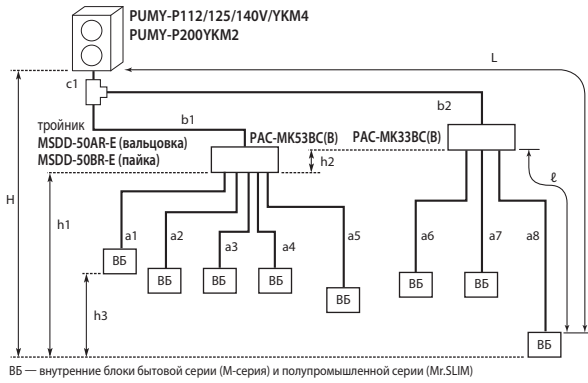 PUMY-P112/125/140V/YKM4
PUMY-P200YKM2
L
c1
b1
b2
тройник
MSDD-50AR-E (вальцовка)
MSDD-50BR-E (пайка)
PAC-MK53BC(B)
PAC-MK33BC(B)
h2
ℓ
H
h1
a1
a2
a3
a4
a5
a6
a7
a8
ВБ
ВБ
ВБ
ВБ
ВБ
ВБ
ВБ
ВБ
h3
ВБ — внутренние блоки бытовой серии (М-серия) и полупромышленной серии (Mr.SLIM)